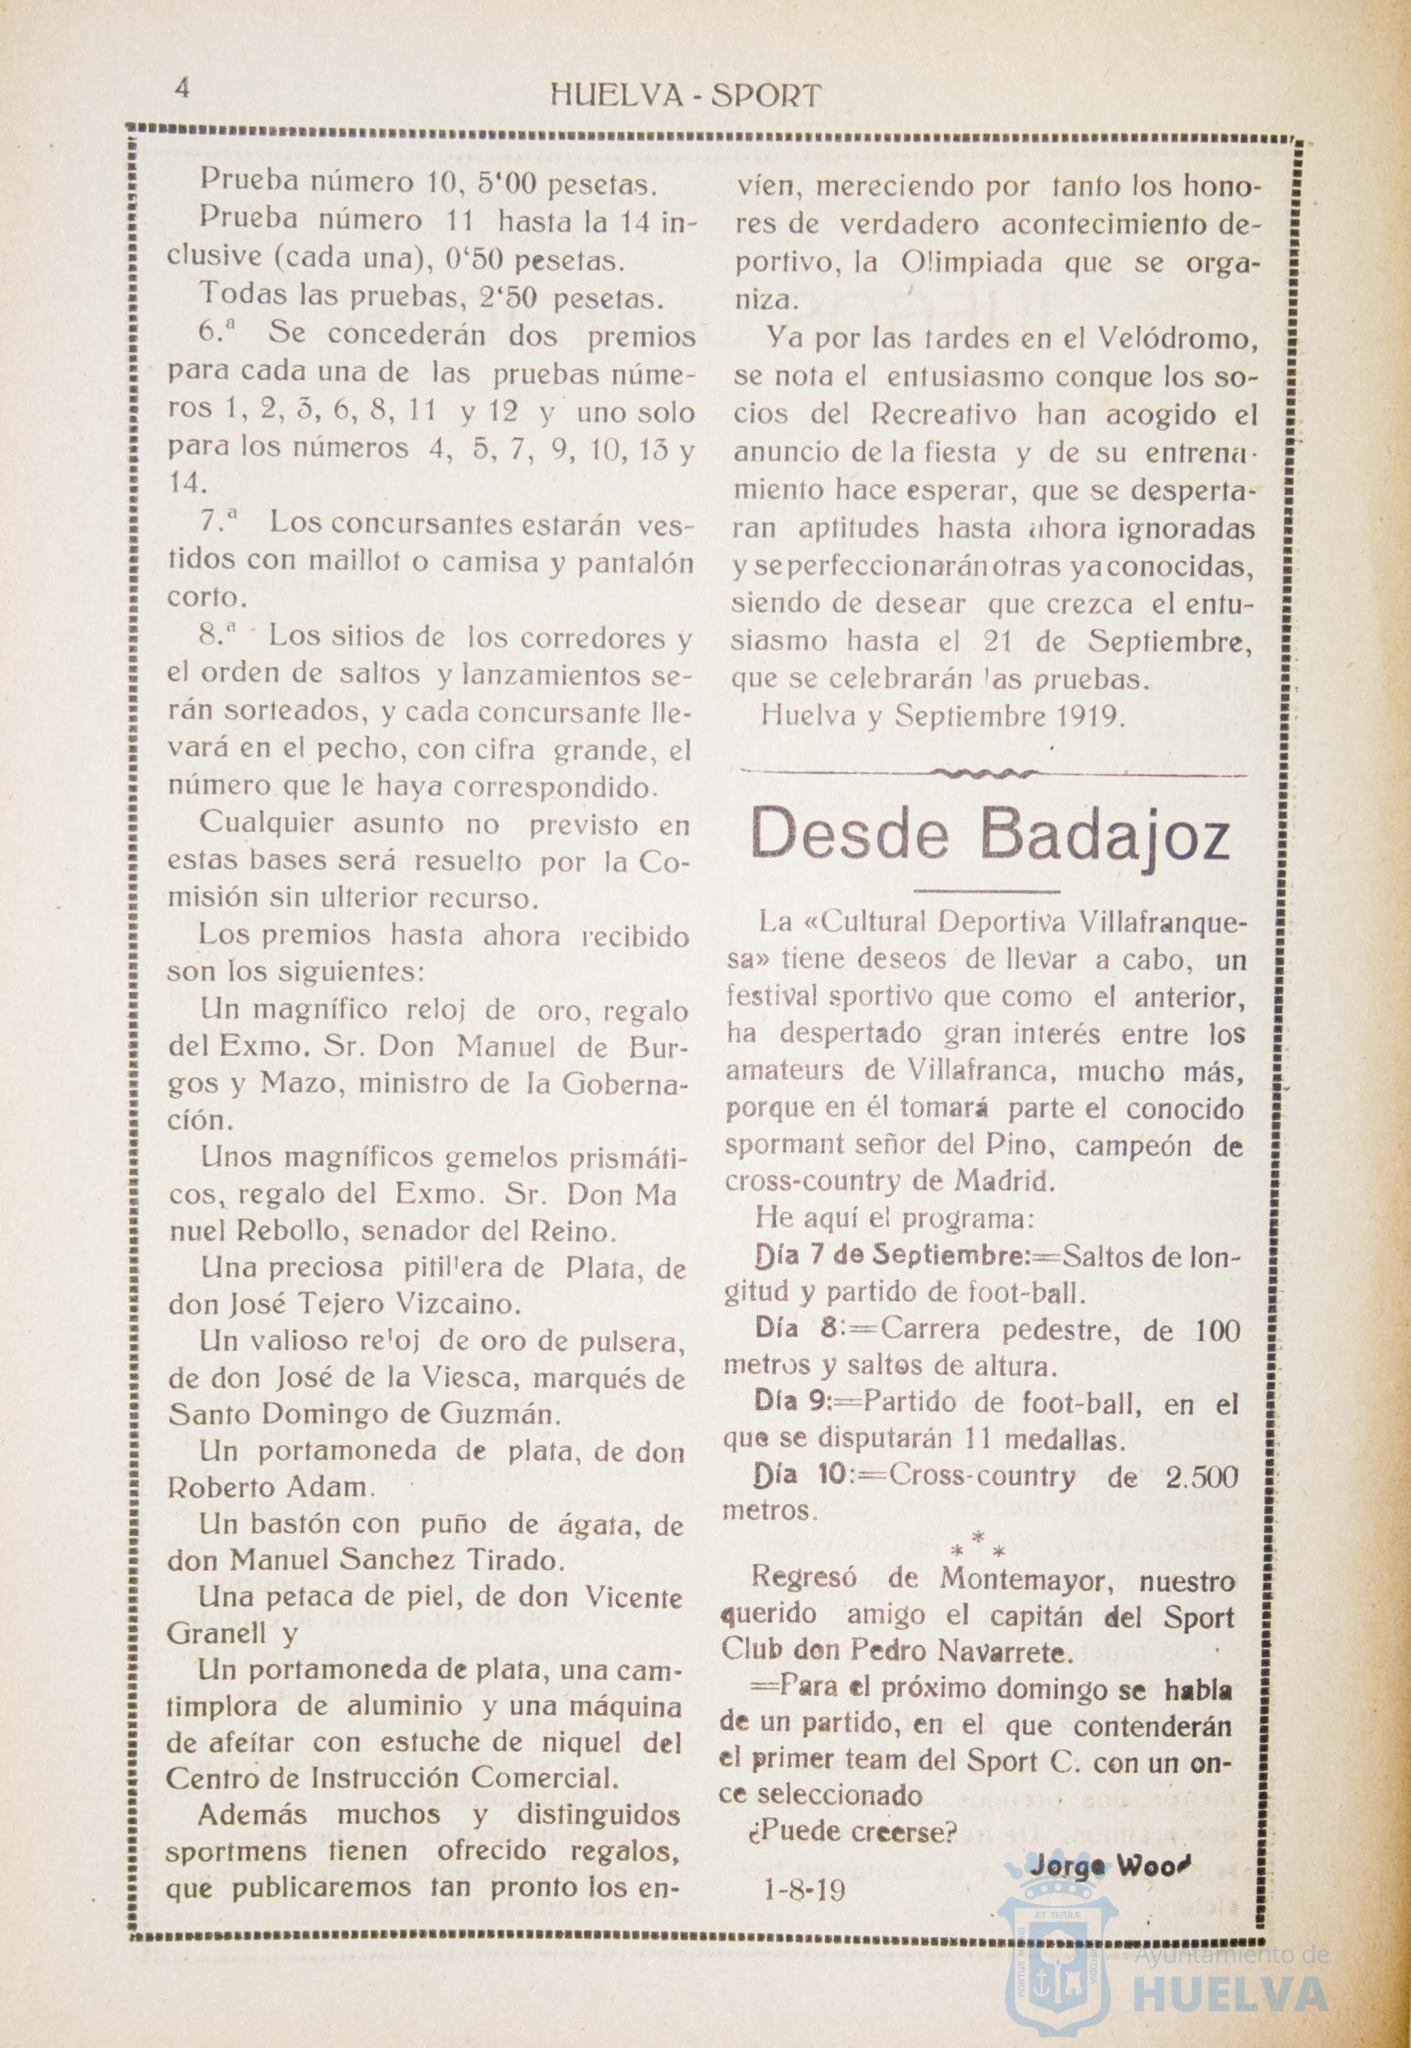 4
HUELVA - SPORT
Prueba número 10, 5‘00 pesetas.
Prueba número 11 hasta la 14 in-
clusive (cada una), 0‘50 pesetas.
Todas las pruebas, 2‘50 pesetas.
6.ª Se concederán dos premios
para cada una de las pruebas núme-
ros 1, 2, 3, 6, 8, 11 y 12 y uno solo
para los números 4, 5, 7, 9, 10, 13 y
14.
7.ª Los concursantes estarán ves-
tidos con maillot o camisa y pantalón
corto.
8.ª Los sitios de los corredores y
el orden de saltos y lanzamientos se-
rán sorteados, y cada concursante lle-
vará en el pecho, con cifra grande, el
número que le haya correspondido.
Cualquier asunto no previsto en
estas bases será resuelto por la Co-
misión sin ulterior recurso.
Los premios hasta ahora recibido
son los siguientes:
Un magnífico reloj de oro, regalo
del Exmo. Sr. Don Manuel de Bur-
gos y Mazo, ministro de la Goberna-
cíón.
Unos magníficos gemelos prismáti-
cos, regalo del Exmo. Sr. Don Ma
nuel Rebollo, senador del Reino.
Una preciosa pitillera de Plata, de
don José Tejero Vizcaino.
Un valioso reloj de oro de pulsera,
de don José de la Viesca, marqués de
Santo Domingo de Guzmán.
Un portamoneda de plata, de don
Roberto Adam.
Un bastón con puño de ágata, de
don Manuel Sanchez Tirado.
Una petaca de piel, de don Vicente
Granell y
Un portamoneda de plata, una cam-
timplora de aluminio y una máquina
de afeítar con estuche de niquel del
Centro de Instrucción Comercial.
Además muchos y distinguidos
sportmens tienen ofrecido regalos,
que publicaremos tan pronto los en-
víen, mereciendo por tanto los hono-
res de verdadero acontecimiento de-
portivo, la Olimpiada que se orga-
niza.
Ya por las tardes en el Velódromo,
se nota el entusiasmo conque los so-
cios del Recreativo han acogido el
anuncio de la fiesta y de su entrena-
miento hace esperar, que se desperta-
ran aptitudes hasta ahora ignoradas
y se perfeccionarán otras ya conocidas,
siendo de desear que crezca el entu-
siasmo hasta el 21 de Septiembre,
que se celebrarán las pruebas.
Huelva y Septiembre 1919.
Desde Badajoz
La «Cultural Deportiva Villafranque-
sa» tiene deseos de llevar a cabo, un
festival sportivo que como el anterior,
ha despertado gran interés entre los
amateurs de Villafranca, mucho más,
porque en él tomará parte el conocido
spormant señor del Pino, campeón de
cross-country de Madrid.
He aquí el programa:
Día 7 de Septiembre:=Saltos de lon-
gitud y partido de foot-ball.
Día 8:=Carrera pedestre, de 100
metros y saltos de altura.
Día 9:=Partido de foot-ball, en el
que se disputarán 11 medallas.
Día 10:=Cross-country de 2.500
metros.
* * *
Regresó de Montemayor, nuestro
querido amigo el capitán del Sport
Club don Pedro Navarrete.
=Para el próximo domingo se habla
de un partido, en el que contenderán
el primer team del Sport C. con un on-
ce seleccionado
¿Puede creerse?
Jorge Wood
1-8-19
PORTUS MARIS ET TERRÆ CUSTODIA
Ayuntamiento de
HUELVA